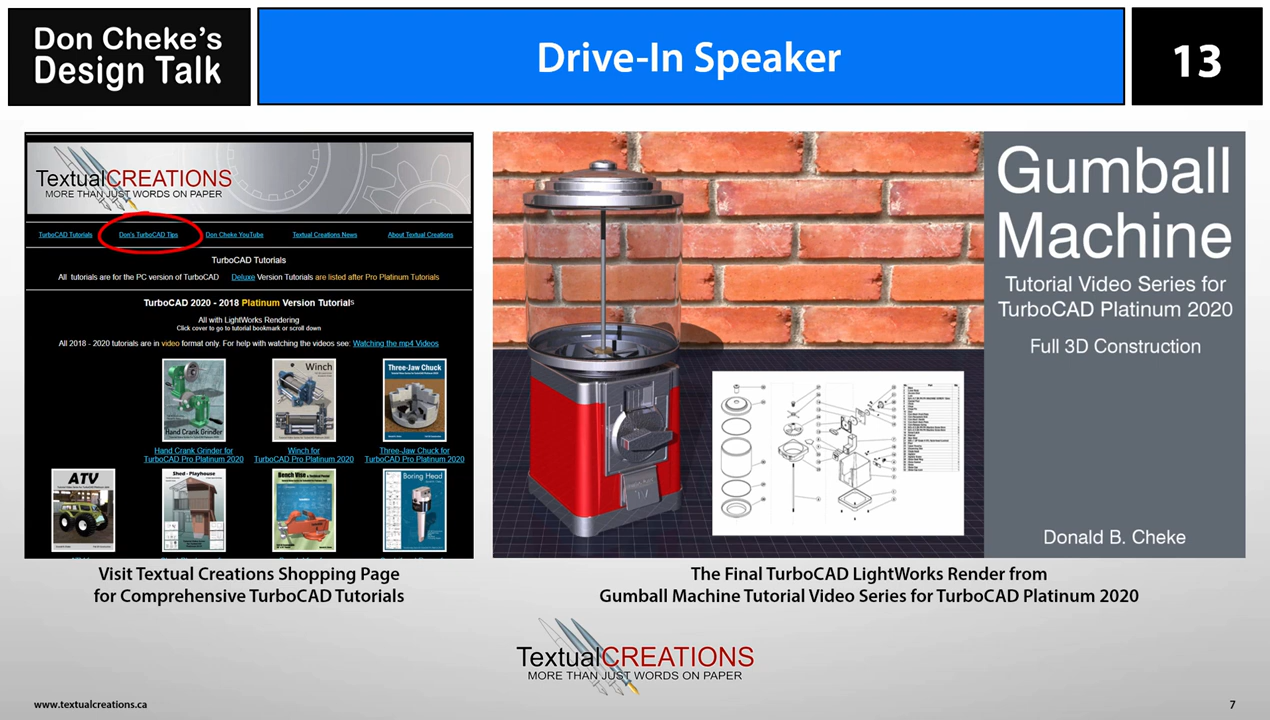 Don Cheke's
Design Talk
Drive-In Speaker
13
TextualCREATIONS
MORE THAN JUST WORDS ON PAPER
TurboCAD Tutorials Don's TurboCAD Tips Don Cheke YouTube Textual Creations News About Textual Creations
TurboCAD Tutorials
All tutorials are for the PC version of TurboCAD Deluxe Version Tutorials are listed after Pro Platinum Tutorials
TurboCAD 2020 - 2018 Platinum Version Tutorials
All with LightWorks Rendering
Click cover to go to tutorial bookmark or scroll down
All 2018 - 2020 tutorials are in video format only. For help with watching the videos see: Watching the mp4 Videos
Hand Crank Grinder
Winch
Three-Jaw Chuck
Hand Crank Grinder for
TurboCAD Pro Platinum 2020
Winch for
TurboCAD Pro Platinum 2020
Three-Jaw Chuck for
TurboCAD Pro Platinum 2020
ATV
Shed - Playhouse
Bench Vise
Boring Head
Gumball
Machine
Tutorial Video Series for
TurboCAD Platinum 2020
Full 3D Construction
Donald B. Cheke
Visit Textual Creations Shopping Page
for Comprehensive TurboCAD Tutorials
The Final TurboCAD LightWorks Render from
Gumball Machine Tutorial Video Series for TurboCAD Platinum 2020
TextualCREATIONS
MORE THAN JUST WORDS ON PAPER
www.textualcreations.ca
7